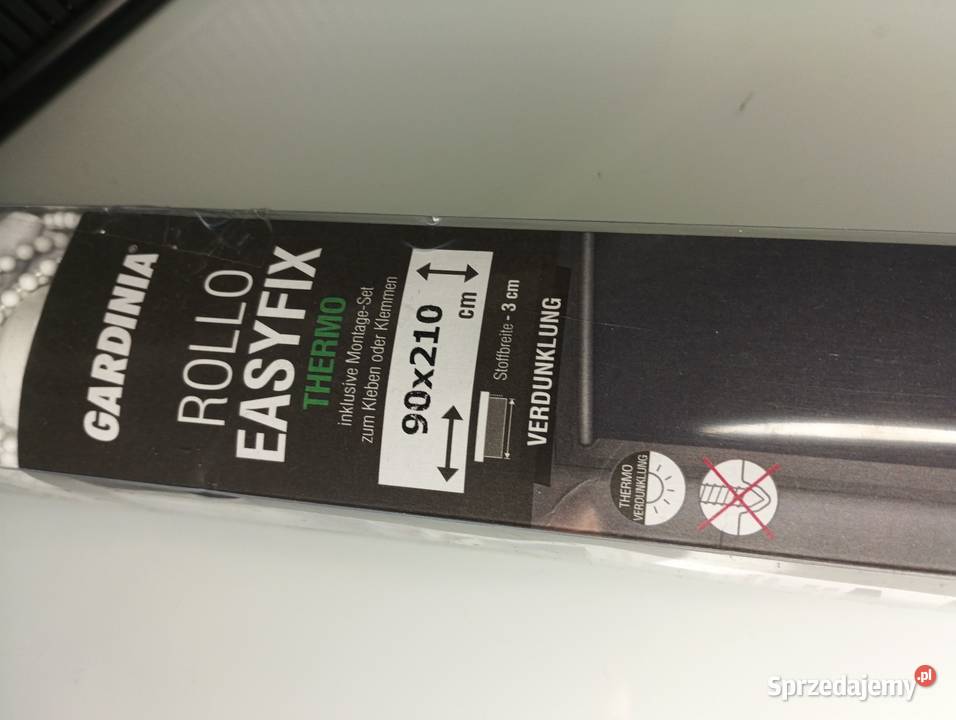 GARDINIA®
ROLLO
EASYFIX
THERMO
inklusive Montage-Set
zum Kleben oder Klemmen
90x210
cm
Stoffbreite - 3 cm
VERDUNKLUNG
THERMO
VERDUNKLUNG
Sprzedajemy.pl